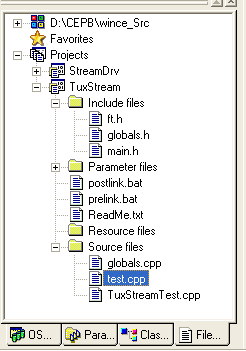 D:\CEPB\wince_Src
Favorites
Projects
StreamDrv
TuxStream
Include files
ft.h
globals.h
main.h
Parameter files
postlink.bat
prelink.bat
ReadMe.txt
Resource files
Source files
globals.cpp
test.cpp
TuxStreamTest.cpp
OS... Para... Clas... File...